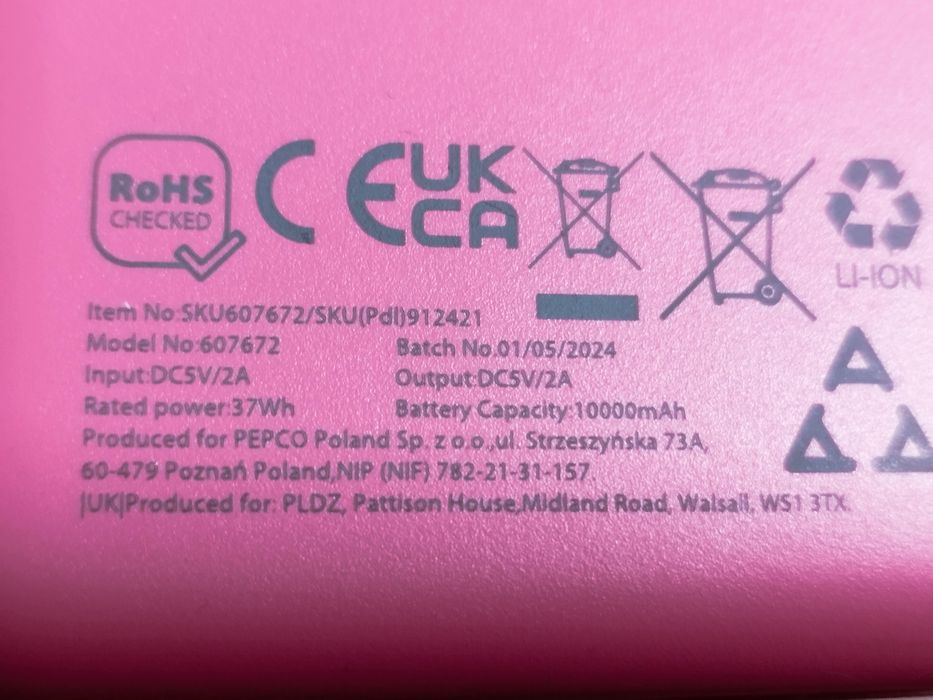 RoHS
CHECKED
CE
UK
CA
LI-ION
Item No:SKU607672/SKU(Pdl)912421
Model No:607672 Batch No.01/05/2024
Input:DC5V/2A Output:DC5V/2A
Rated power:37Wh Battery Capacity:10000mAh
Produced for PEPCO Poland Sp. z o.o.,ul. Strzeszyńska 73A,
60-479 Poznań Poland,NIP (NIF) 782-21-31-157.
|UK|Produced for: PLDZ, Pattison House,Midland Road, Walsall, WS1 3TX.